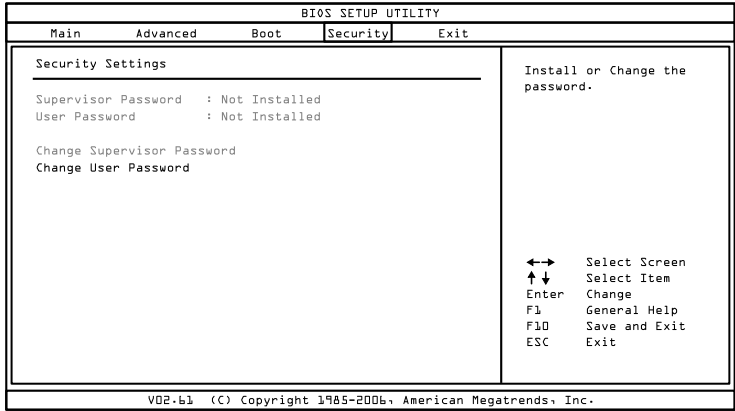 BIOS SETUP UTILITY
Main Advanced Boot Security Exit
Security Settings
Supervisor Password : Not Installed
User Password : Not Installed
Change Supervisor Password
Change User Password
Install or Change the
password.
←→ Select Screen
↑↓ Select Item
Enter Change
F1 General Help
F10 Save and Exit
ESC Exit
V02.61 (C) Copyright 1985-2006, American Megatrends, Inc.